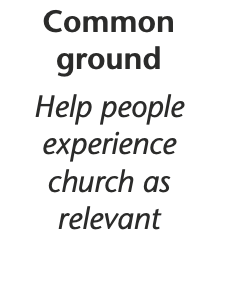 Common
ground
Help people
experience
church as
relevant